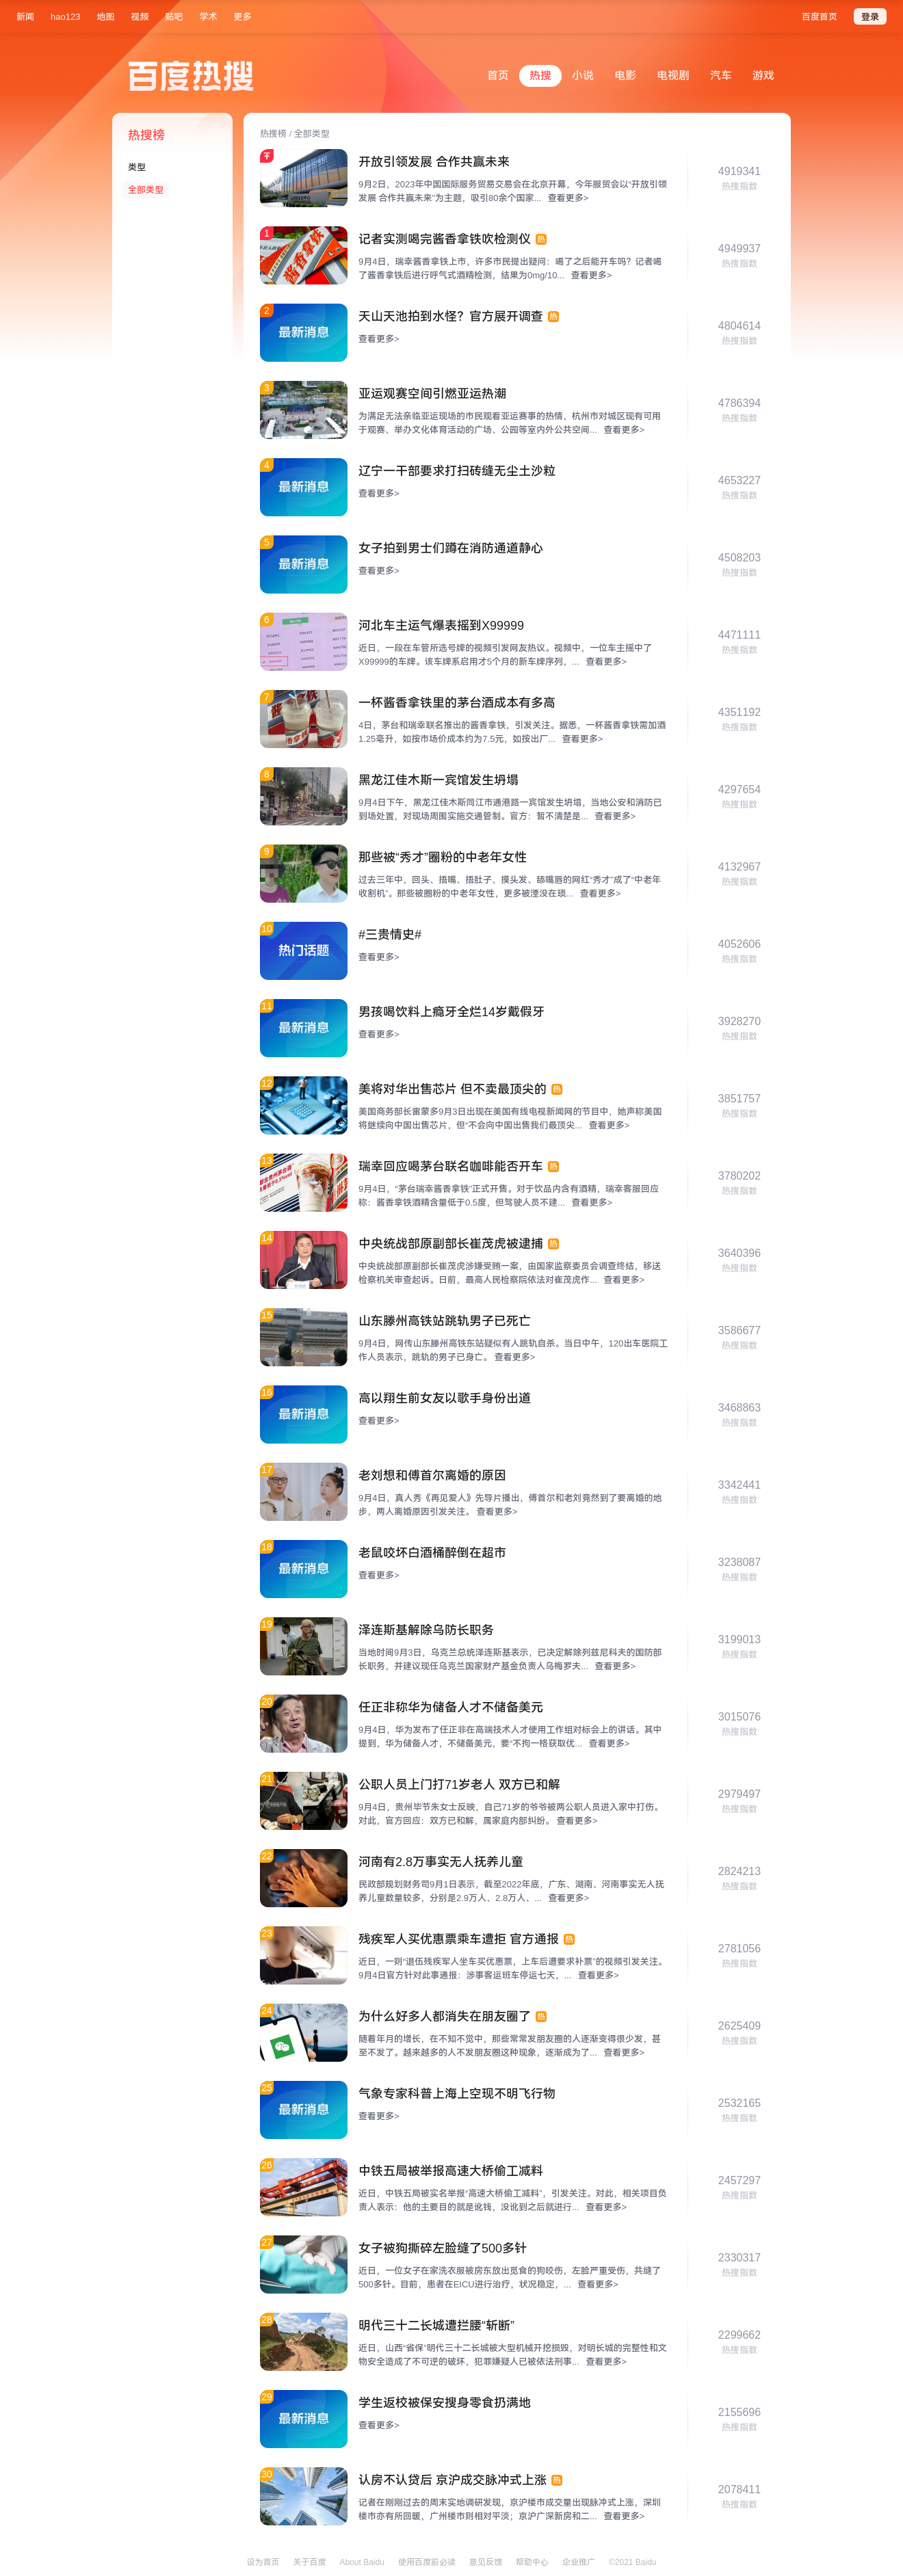 新闻 hao123 地图 视频 贴吧 学术 更多 百度首页 登录
百度热搜
首页 热搜 小说 电影 电视剧 汽车 游戏
热搜榜
类型
全部类型
热搜榜 / 全部类型
开放引领发展 合作共赢未来
9月2日，2023年中国国际服务贸易交易会在北京开幕，今年服贸会以“开放引领
发展 合作共赢未来”为主题，吸引80余个国家... 查看更多>
4919341
热搜指数
1
记者实测喝完酱香拿铁吹检测仪 热
9月4日，瑞幸酱香拿铁上市，许多市民提出疑问：喝了之后能开车吗？记者喝
了酱香拿铁后进行呼气式酒精检测，结果为0mg/10... 查看更多>
4949937
热搜指数
2
最新消息
天山天池拍到水怪？官方展开调查 热
查看更多>
4804614
热搜指数
3
亚运观赛空间引燃亚运热潮
为满足无法亲临亚运现场的市民观看亚运赛事的热情，杭州市对城区现有可用
于观赛、举办文化体育活动的广场、公园等室内外公共空间... 查看更多>
4786394
热搜指数
4
最新消息
辽宁一干部要求打扫砖缝无尘土沙粒
查看更多>
4653227
热搜指数
5
最新消息
女子拍到男士们蹲在消防通道静心
查看更多>
4508203
热搜指数
6
河北车主运气爆表摇到X99999
近日，一段在车管所选号牌的视频引发网友热议。视频中，一位车主摇中了
X99999的车牌。该车牌系启用才5个月的新车牌序列，... 查看更多>
4471111
热搜指数
7
一杯酱香拿铁里的茅台酒成本有多高
4日，茅台和瑞幸联名推出的酱香拿铁，引发关注。据悉，一杯酱香拿铁需加酒
1.25毫升，如按市场价成本约为7.5元，如按出厂... 查看更多>
4351192
热搜指数
8
黑龙江佳木斯一宾馆发生坍塌
9月4日下午，黑龙江佳木斯同江市通港路一宾馆发生坍塌，当地公安和消防已
到场处置，对现场周围实施交通管制。官方：暂不清楚是... 查看更多>
4297654
热搜指数
9
那些被“秀才”圈粉的中老年女性
过去三年中，回头、捂嘴、捂肚子、摸头发、舔嘴唇的网红“秀才”成了“中老年
收割机”。那些被圈粉的中老年女性，更多被湮没在琐... 查看更多>
4132967
热搜指数
10
热门话题
#三贵情史#
查看更多>
4052606
热搜指数
11
最新消息
男孩喝饮料上瘾牙全烂14岁戴假牙
查看更多>
3928270
热搜指数
12
美将对华出售芯片 但不卖最顶尖的 热
美国商务部长雷蒙多9月3日出现在美国有线电视新闻网的节目中，她声称美国
将继续向中国出售芯片，但“不会向中国出售我们最顶尖... 查看更多>
3851757
热搜指数
13
瑞幸回应喝茅台联名咖啡能否开车 热
9月4日，“茅台瑞幸酱香拿铁”正式开售。对于饮品内含有酒精，瑞幸客服回应
称：酱香拿铁酒精含量低于0.5度，但驾驶人员不建... 查看更多>
3780202
热搜指数
14
中央统战部原副部长崔茂虎被逮捕 热
中央统战部原副部长崔茂虎涉嫌受贿一案，由国家监察委员会调查终结，移送
检察机关审查起诉。日前，最高人民检察院依法对崔茂虎作... 查看更多>
3640396
热搜指数
15
山东滕州高铁站跳轨男子已死亡
9月4日，网传山东滕州高铁东站疑似有人跳轨自杀。当日中午，120出车医院工
作人员表示，跳轨的男子已身亡。 查看更多>
3586677
热搜指数
16
最新消息
高以翔生前女友以歌手身份出道
查看更多>
3468863
热搜指数
17
老刘想和傅首尔离婚的原因
9月4日，真人秀《再见爱人》先导片播出，傅首尔和老刘竟然到了要离婚的地
步，两人离婚原因引发关注。 查看更多>
3342441
热搜指数
18
最新消息
老鼠咬坏白酒桶醉倒在超市
查看更多>
3238087
热搜指数
19
泽连斯基解除乌防长职务
当地时间9月3日，乌克兰总统泽连斯基表示，已决定解除列兹尼科夫的国防部
长职务，并建议现任乌克兰国家财产基金负责人乌梅罗夫... 查看更多>
3199013
热搜指数
20
任正非称华为储备人才不储备美元
9月4日，华为发布了任正非在高端技术人才使用工作组对标会上的讲话。其中
提到，华为储备人才，不储备美元，要“不拘一格获取优... 查看更多>
3015076
热搜指数
21
公职人员上门打71岁老人 双方已和解
9月4日，贵州毕节朱女士反映，自己71岁的爷爷被两公职人员进入家中打伤。
对此，官方回应：双方已和解，属家庭内部纠纷。 查看更多>
2979497
热搜指数
22
河南有2.8万事实无人抚养儿童
民政部规划财务司9月1日表示，截至2022年底，广东、湖南、河南事实无人抚
养儿童数量较多，分别是2.9万人、2.8万人、... 查看更多>
2824213
热搜指数
23
残疾军人买优惠票乘车遭拒 官方通报 热
近日，一则“退伍残疾军人坐车买优惠票，上车后遭要求补票”的视频引发关注。
9月4日官方针对此事通报：涉事客运班车停运七天，... 查看更多>
2781056
热搜指数
24
为什么好多人都消失在朋友圈了 热
随着年月的增长，在不知不觉中，那些常常发朋友圈的人逐渐变得很少发，甚
至不发了。越来越多的人不发朋友圈这种现象，逐渐成为了... 查看更多>
2625409
热搜指数
25
最新消息
气象专家科普上海上空现不明飞行物
查看更多>
2532165
热搜指数
26
中铁五局被举报高速大桥偷工减料
近日，中铁五局被实名举报“高速大桥偷工减料”，引发关注。对此，相关项目负
责人表示：他的主要目的就是讹钱，没讹到之后就进行... 查看更多>
2457297
热搜指数
27
女子被狗撕碎左脸缝了500多针
近日，一位女子在家洗衣服被房东放出觅食的狗咬伤，左脸严重受伤，共缝了
500多针。目前，患者在EICU进行治疗，状况稳定，... 查看更多>
2330317
热搜指数
28
明代三十二长城遭拦腰“斩断”
近日，山西“省保”明代三十二长城被大型机械开挖损毁，对明长城的完整性和文
物安全造成了不可逆的破坏，犯罪嫌疑人已被依法刑事... 查看更多>
2299662
热搜指数
29
最新消息
学生返校被保安搜身零食扔满地
查看更多>
2155696
热搜指数
30
认房不认贷后 京沪成交脉冲式上涨 热
记者在刚刚过去的周末实地调研发现，京沪楼市成交量出现脉冲式上涨，深圳
楼市亦有所回暖，广州楼市则相对平淡；京沪广深新房和二... 查看更多>
2078411
热搜指数
设为首页 关于百度 About Baidu 使用百度前必读 意见反馈 帮助中心 企业推广 ©2021 Baidu